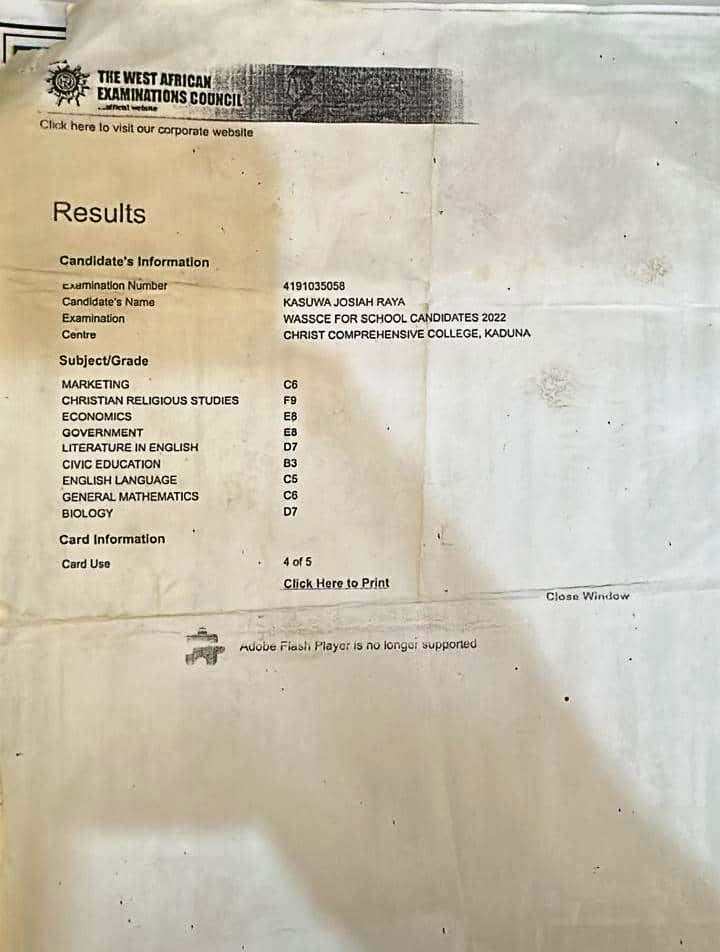 THE WEST AFRICAN
EXAMINATIONS COUNCIL
...official website
Click here to visit our corporate website
Results
Candidate's Information
Examination Number 4191035058
Candidate's Name KASUWA JOSIAH RAYA
Examination WASSCE FOR SCHOOL CANDIDATES 2022
Centre CHRIST COMPREHENSIVE COLLEGE, KADUNA
Subject/Grade
MARKETING C6
CHRISTIAN RELIGIOUS STUDIES F9
ECONOMICS E8
GOVERNMENT E8
LITERATURE IN ENGLISH D7
CIVIC EDUCATION B3
ENGLISH LANGUAGE C5
GENERAL MATHEMATICS C6
BIOLOGY D7
Card Information
Card Use 4 of 5
Click Here to Print
Close Window
Adobe Flash Player is no longer supported